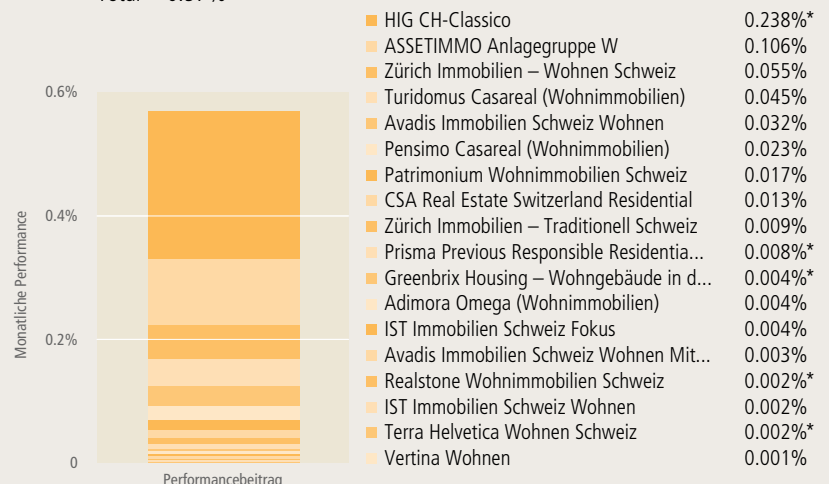 HIG CH-Classico 0.238%*
ASSETIMMO Anlagegruppe W 0.106%
Zürich Immobilien – Wohnen Schweiz 0.055%
Turidomus Casareal (Wohnimmobilien) 0.045%
Avadis Immobilien Schweiz Wohnen 0.032%
Pensimo Casareal (Wohnimmobilien) 0.023%
Patrimonium Wohnimmobilien Schweiz 0.017%
CSA Real Estate Switzerland Residential 0.013%
Zürich Immobilien – Traditionell Schweiz 0.009%
Prisma Previous Responsible Residentia... 0.008%*
Greenbrix Housing – Wohngebäude in d... 0.004%*
Adimora Omega (Wohnimmobilien) 0.004%
IST Immobilien Schweiz Fokus 0.004%
Avadis Immobilien Schweiz Wohnen Mit... 0.003%
Realstone Wohnimmobilien Schweiz 0.002%*
IST Immobilien Schweiz Wohnen 0.002%
Terra Helvetica Wohnen Schweiz 0.002%*
Vertina Wohnen 0.001%
Monatliche Performance
0.6%
0.4%
0.2%
0
Performancebeitrag